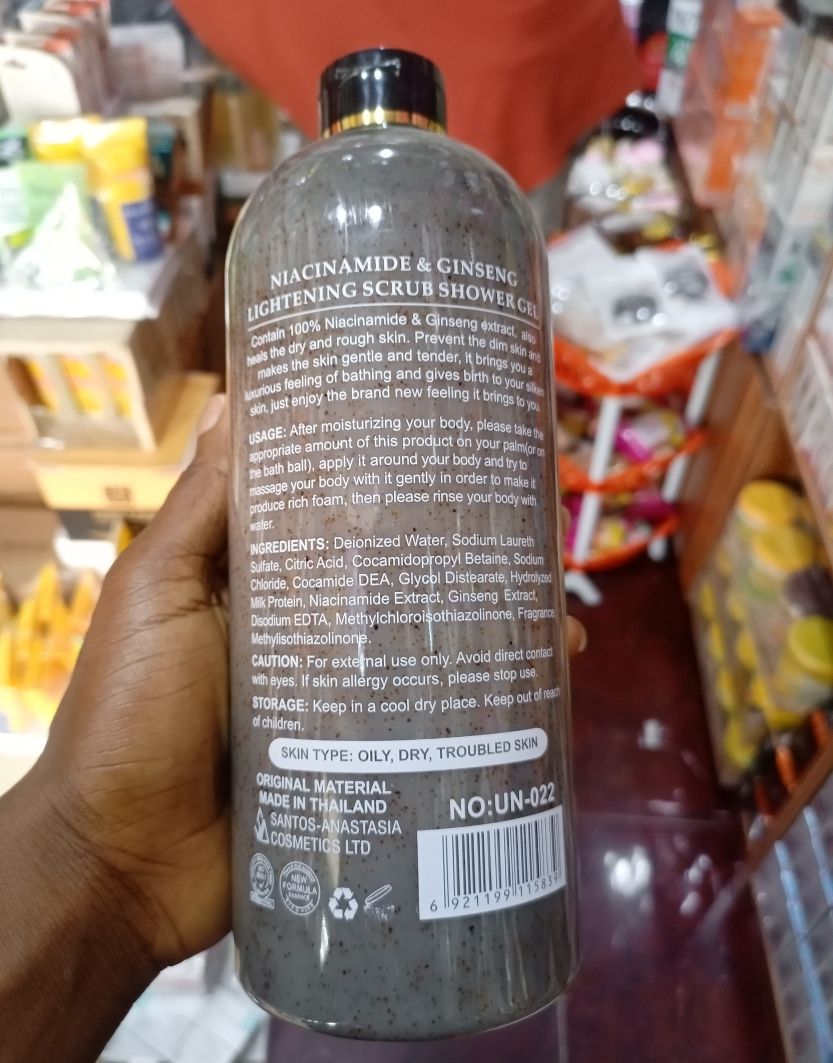 NIACINAMIDE & GINSENG
LIGHTENING SCRUB SHOWER GEL
Contain 100% Niacinamide & Ginseng extract, also
heals the dry and rough skin. Prevent the dim skin and
makes the skin gentle and tender, it brings you a
luxurious feeling of bathing and gives birth to your silken
skin, just enjoy the brand new feeling it brings to you.
USAGE: After moisturizing your body, please take the
appropriate amount of this product on your palm(or on
the bath ball), apply it around your body and try to
massage your body with it gently in order to make it
produce rich foam, then please rinse your body with
water.
INGREDIENTS: Deionized Water, Sodium Laureth
Sulfate, Citric Acid, Cocamidopropyl Betaine, Sodium
Chloride, Cocamide DEA, Glycol Distearate, Hydrolyzed
Milk Protein, Niacinamide Extract, Ginseng Extract,
Disodium EDTA, Methylchloroisothiazolinone, Fragrance
Methylisothiazolinone.
CAUTION: For external use only. Avoid direct contact
with eyes. If skin allergy occurs, please stop use.
STORAGE: Keep in a cool dry place. Keep out of reach
of children.
SKIN TYPE: OILY, DRY, TROUBLED SKIN
ORIGINAL MATERIAL
MADE IN THAILAND
SANTOS-ANASTASIA
COSMETICS LTD
NO:UN-022
NEW
FORMULA
6 921199 115839